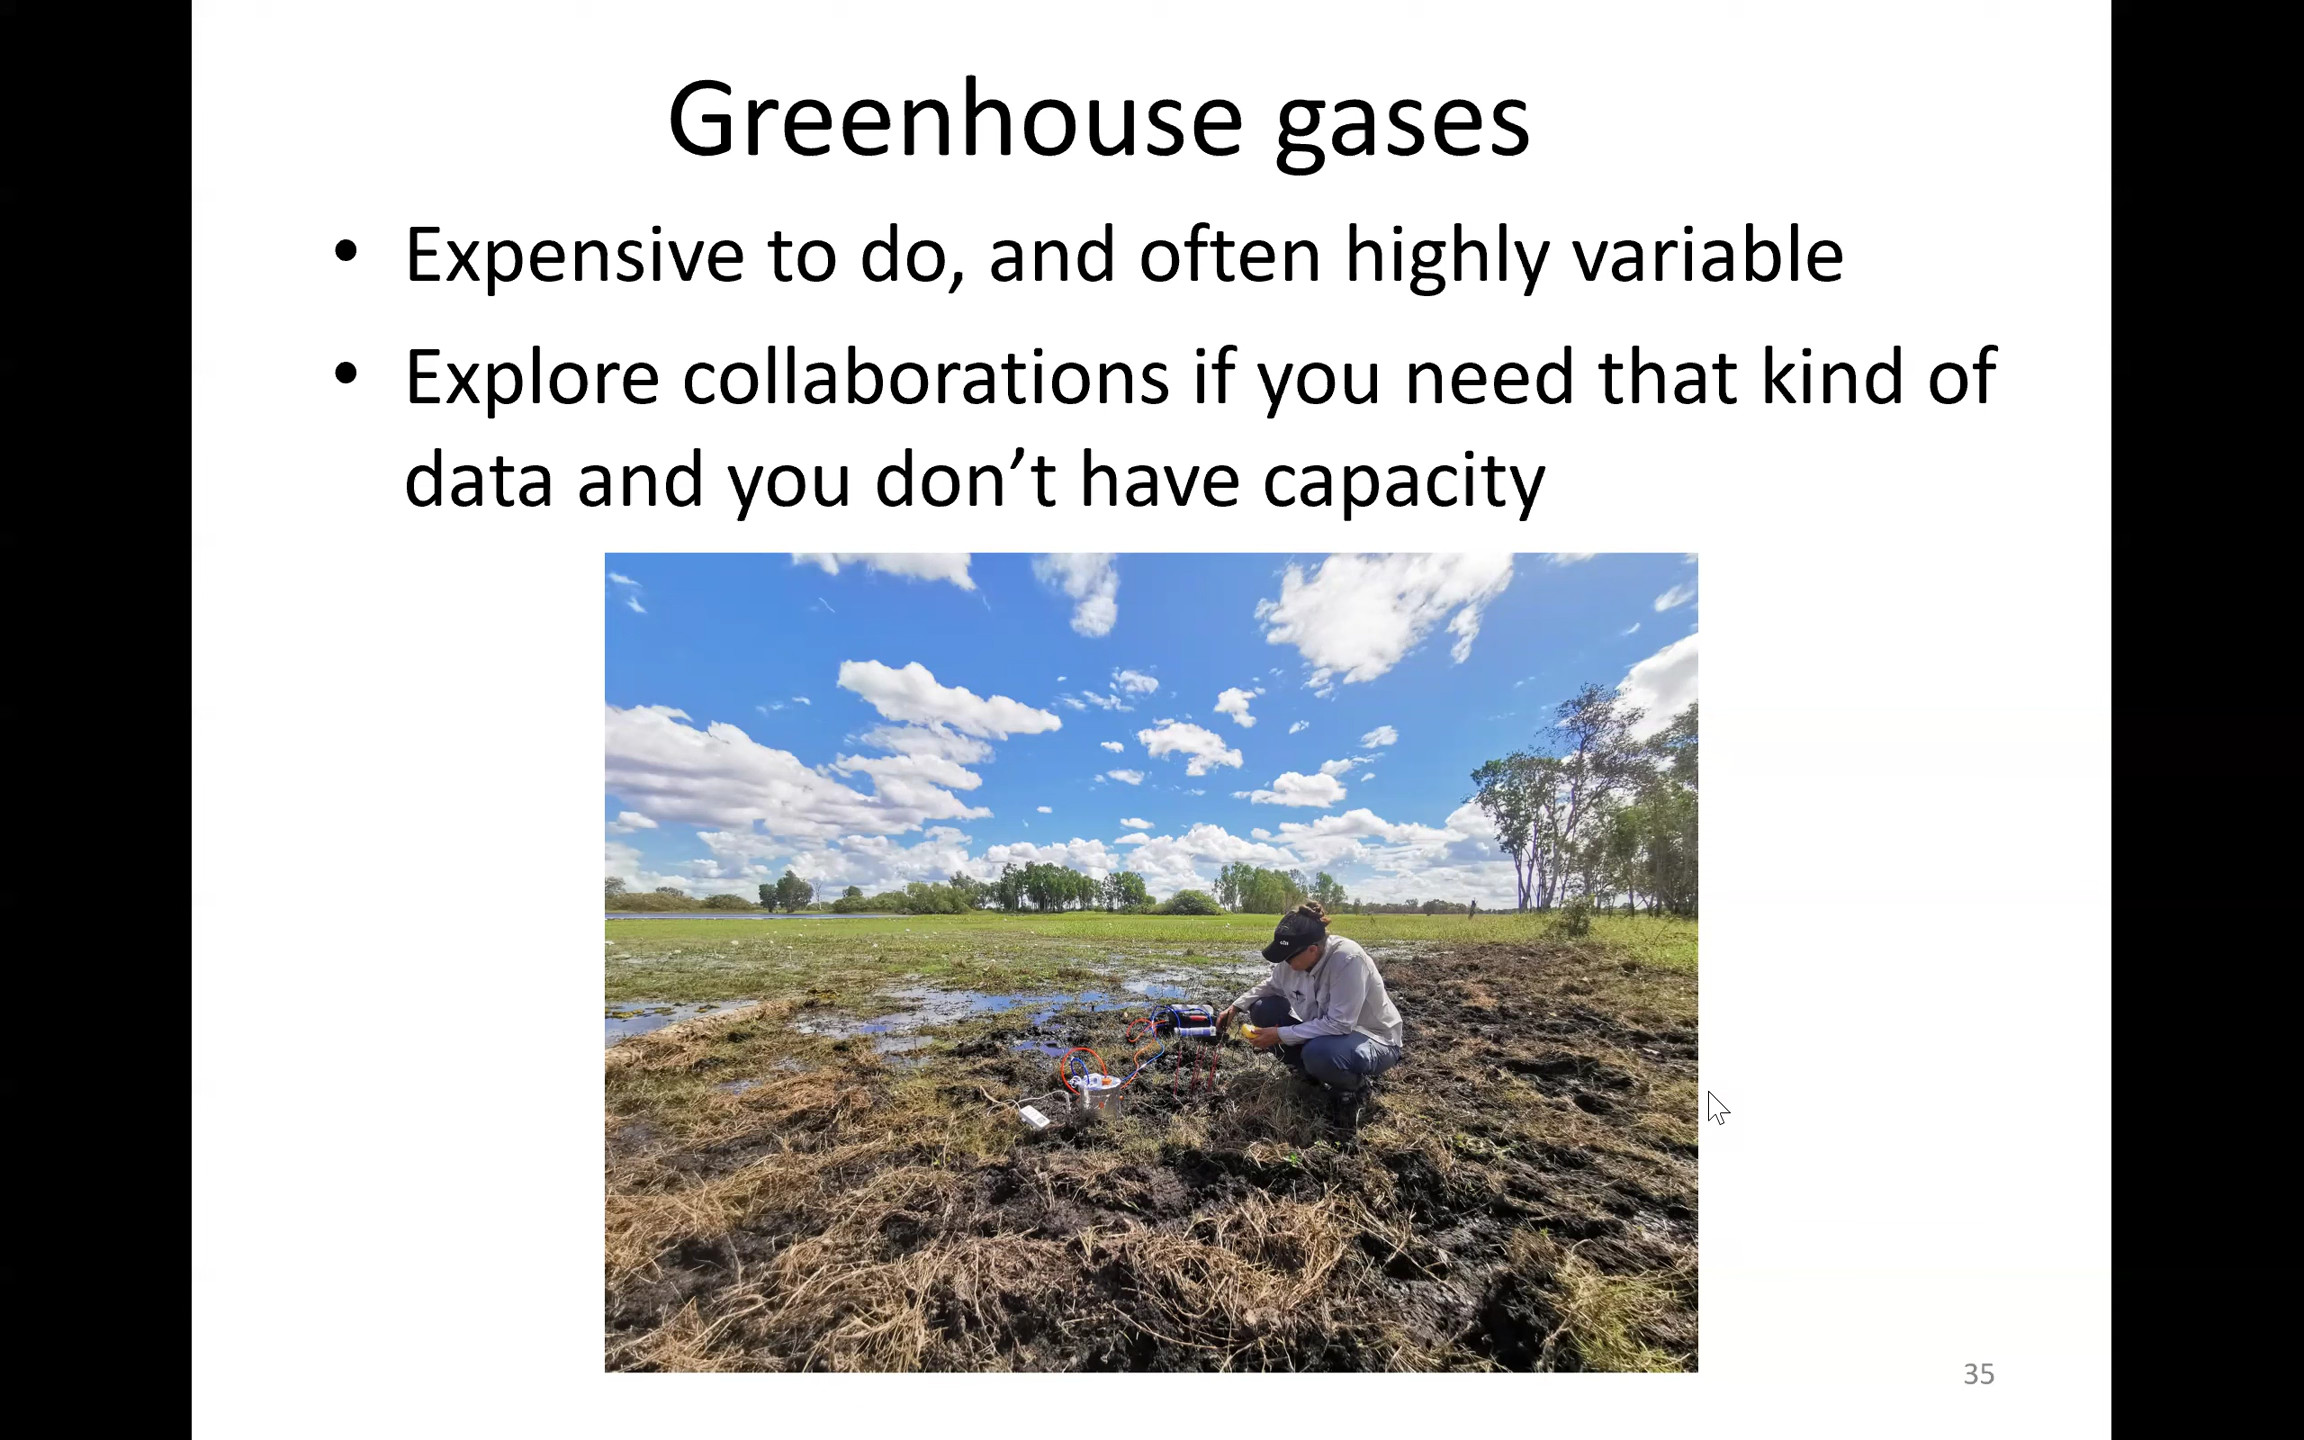 Greenhouse gases
• Expensive to do, and often highly variable
• Explore collaborations if you need that kind of
data and you don’t have capacity
35